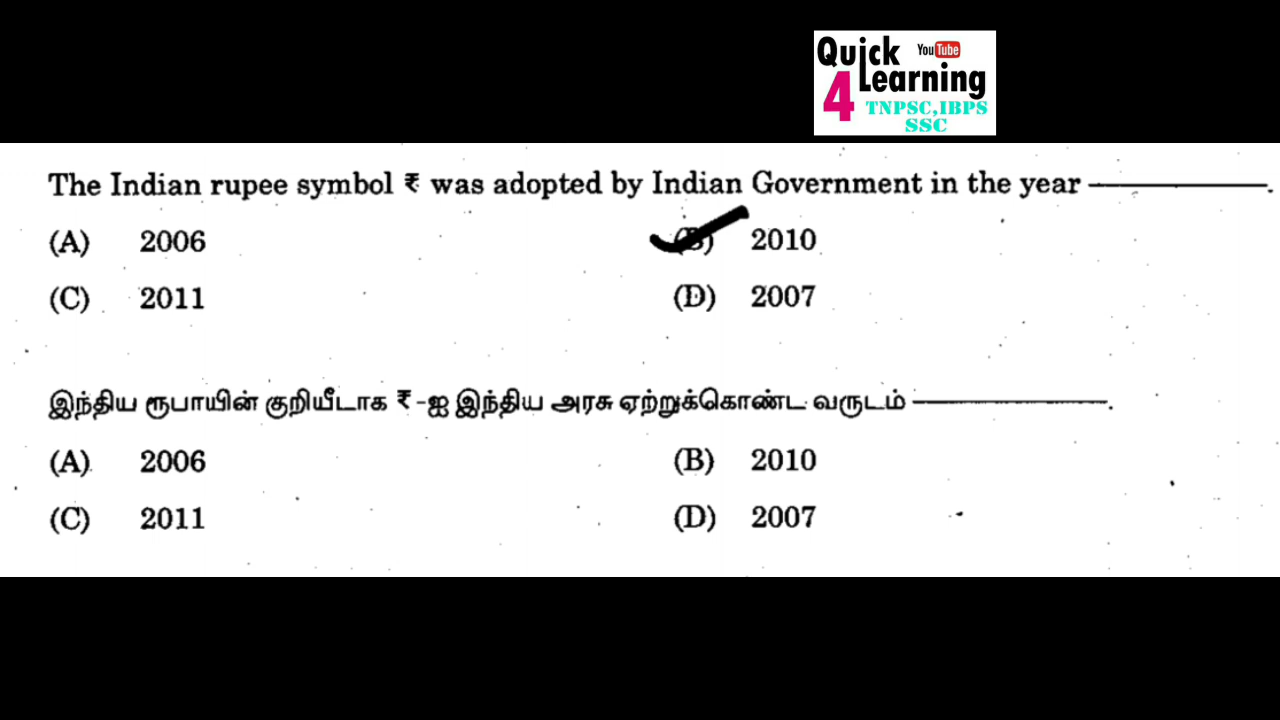 Quick YouTube
4 Learning
TNPSC,IBPS
SSC
The Indian rupee symbol ₹ was adopted by Indian Government in the year ————.
(A) 2006 (B) 2010
(C) 2011 (D) 2007
இந்திய ரூபாயின் குறியீடாக ₹ -ஐ இந்திய அரசு ஏற்றுக்கொண்ட வருடம் ————.
(A) 2006 (B) 2010
(C) 2011 (D) 2007